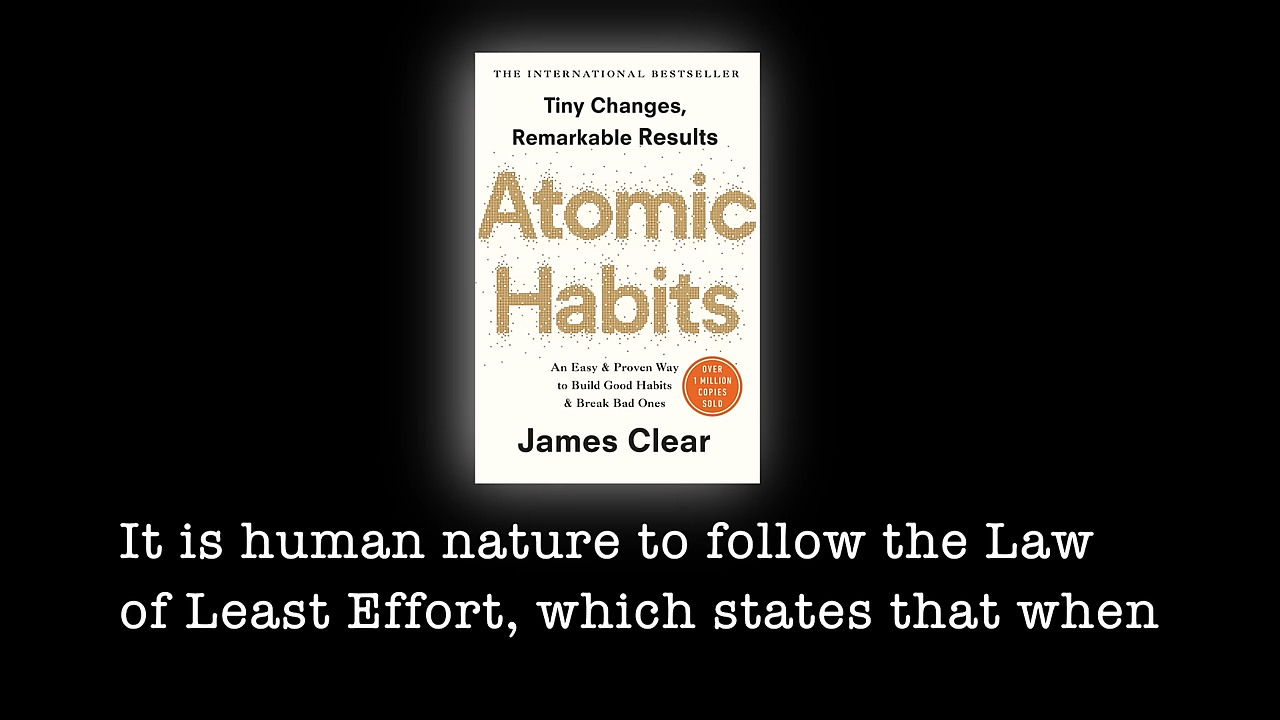 THE INTERNATIONAL BESTSELLER
Tiny Changes,
Remarkable Results
Atomic
Habits
An Easy & Proven Way
to Build Good Habits
& Break Bad Ones
OVER
1 MILLION
COPIES
SOLD
James Clear
It is human nature to follow the Law
of Least Effort, which states that when